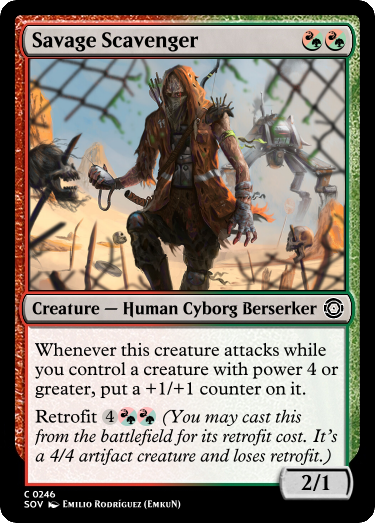 Savage Scavenger
Creature — Human Cyborg Berserker
Whenever this creature attacks while
you control a creature with power 4 or
greater, put a +1/+1 counter on it.
Retrofit 4 (You may cast this
from the battlefield for its retrofit cost. It's
a 4/4 artifact creature and loses retrofit.)
2/1
C 0246
SOV Emilio Rodríguez (EmkuN)